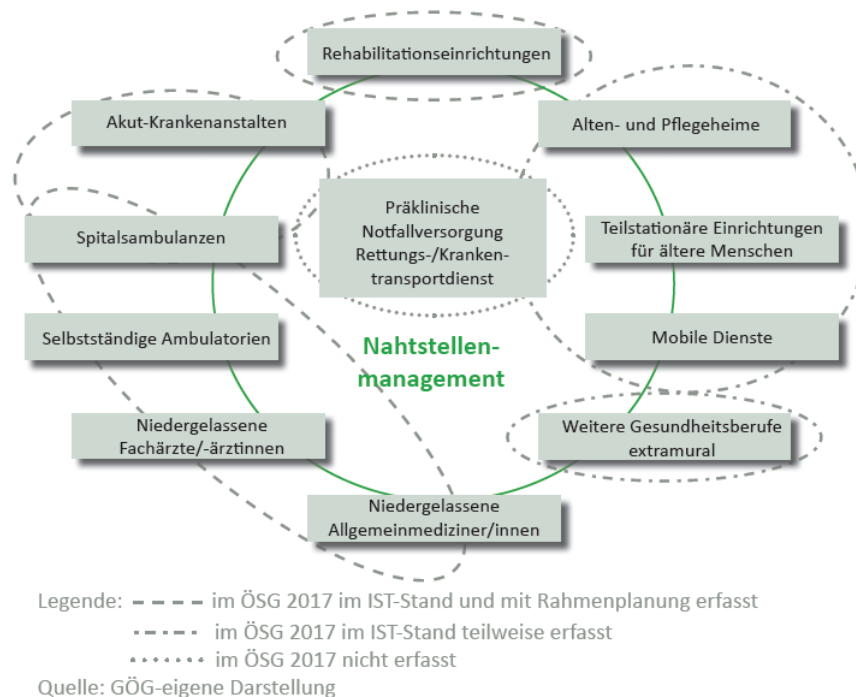 Rehabilitationseinrichtungen
Akut-Krankenanstalten
Alten- und Pflegeheime
Präklinische
Notfallversorgung
Rettungs-/Kranken-
transportdienst
Spitalsambulanzen
Teilstationäre Einrichtungen
für ältere Menschen
Selbstständige Ambulatorien
Nahtstellen-
management
Mobile Dienste
Niedergelassene
Fachärzte/-ärztinnen
Weitere Gesundheitsberufe
extramural
Niedergelassene
Allgemeinmediziner/innen
Legende: im ÖSG 2017 im IST-Stand und mit Rahmenplanung erfasst
im ÖSG 2017 im IST-Stand teilweise erfasst
im ÖSG 2017 nicht erfasst
Quelle: GÖG-eigene Darstellung